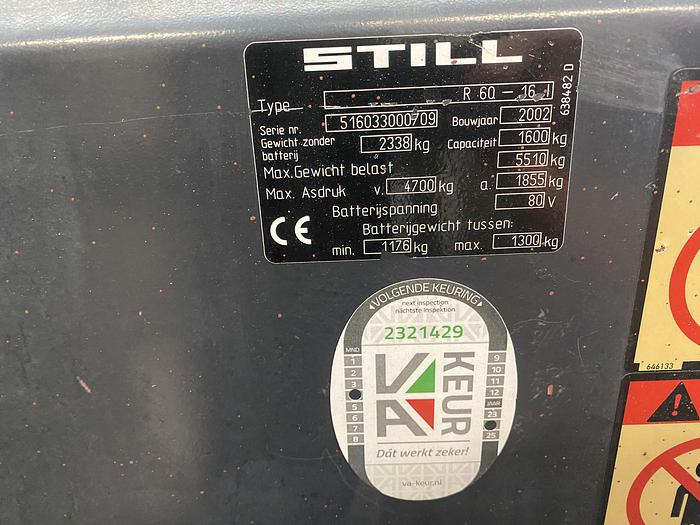 STILL
Type R 60 – 16 I
Serie nr. 516033000709 Bouwjaar 2002
Gewicht zonder batterij 2338 kg Capaciteit 1600 kg
Max. Gewicht belast 5510 kg
Max. Asdruk v. 4700 kg a. 1855 kg
Batterijspanning 80 V
Batterijgewicht tussen:
CE min. 1176 kg max. 1300 kg
638482 D
VOLGENDE KEURING
next inspection
nächste Inspektion
2321429
MND
1
2
3
5
6
7
8
9
10
11
12
JAAR
23
25
VA
KEUR
Dát werkt zeker!
va-keur.nl
646133